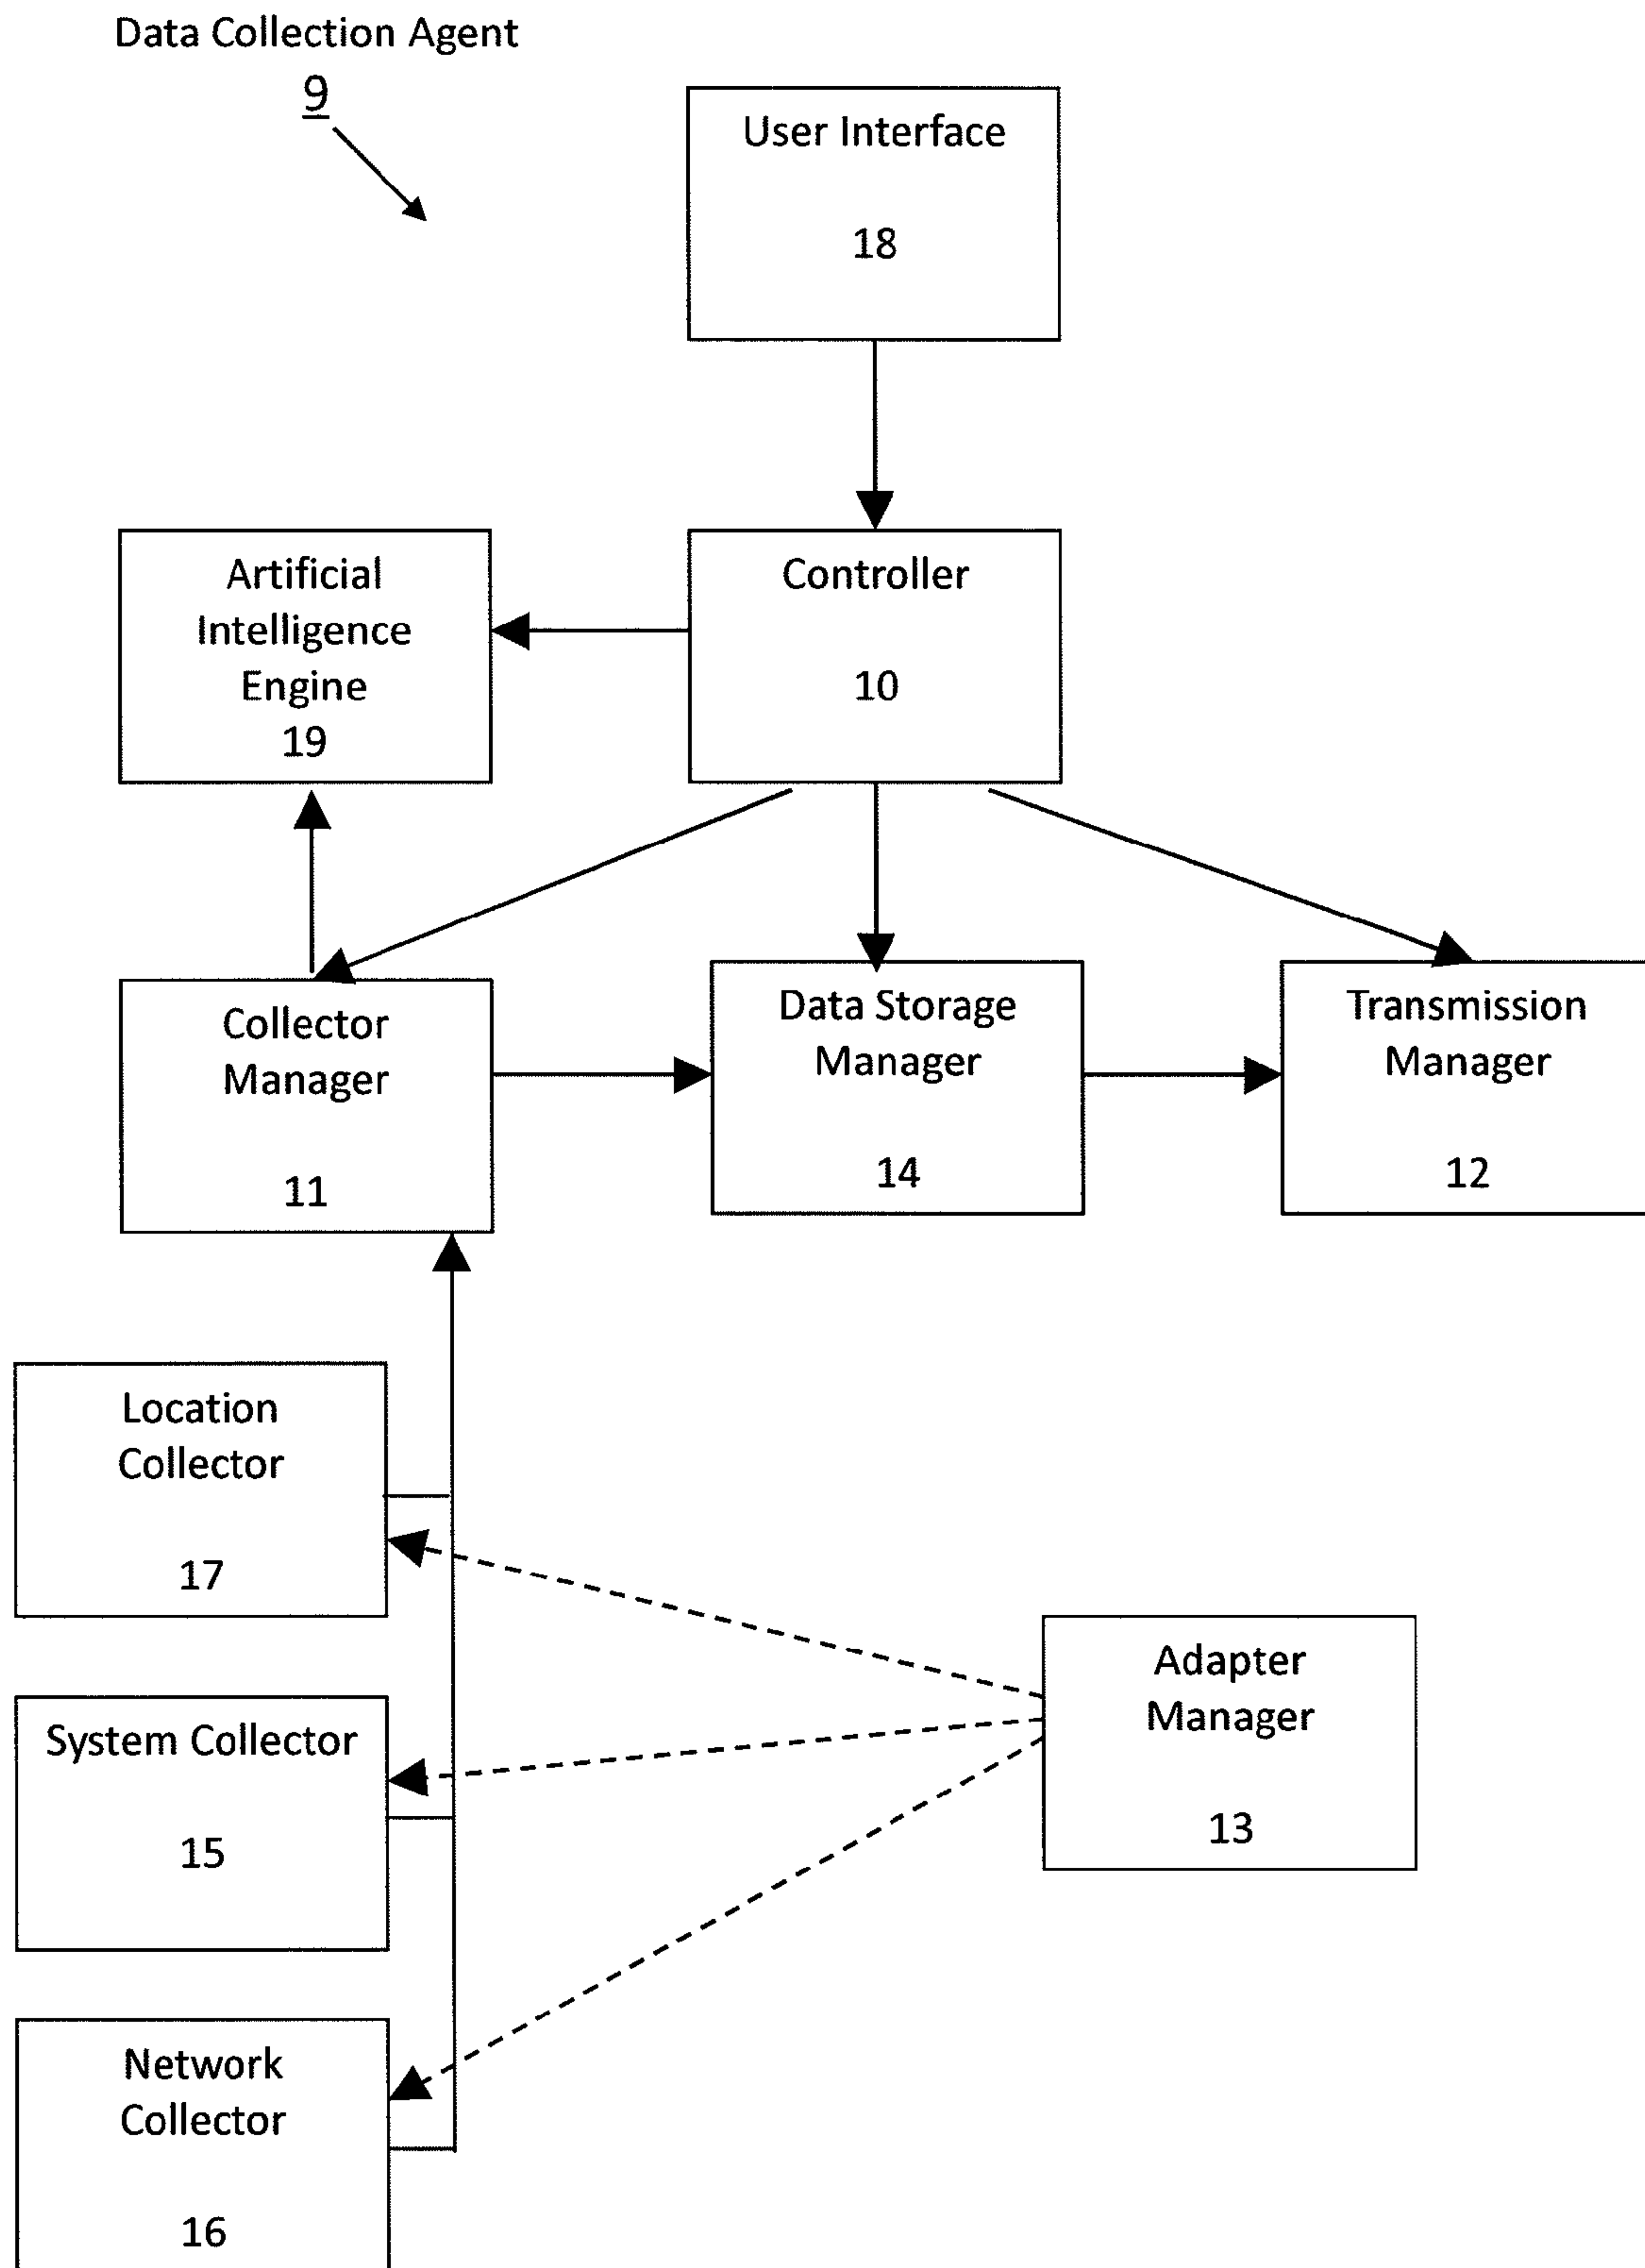 Data Collection Agent
9
User Interface
18
Artificial
Intelligence
Engine
19
Controller
10
Collector
Manager
11
Data Storage
Manager
14
Transmission
Manager
12
Location
Collector
17
Adapter
Manager
13
System Collector
15
Network
Collector
16